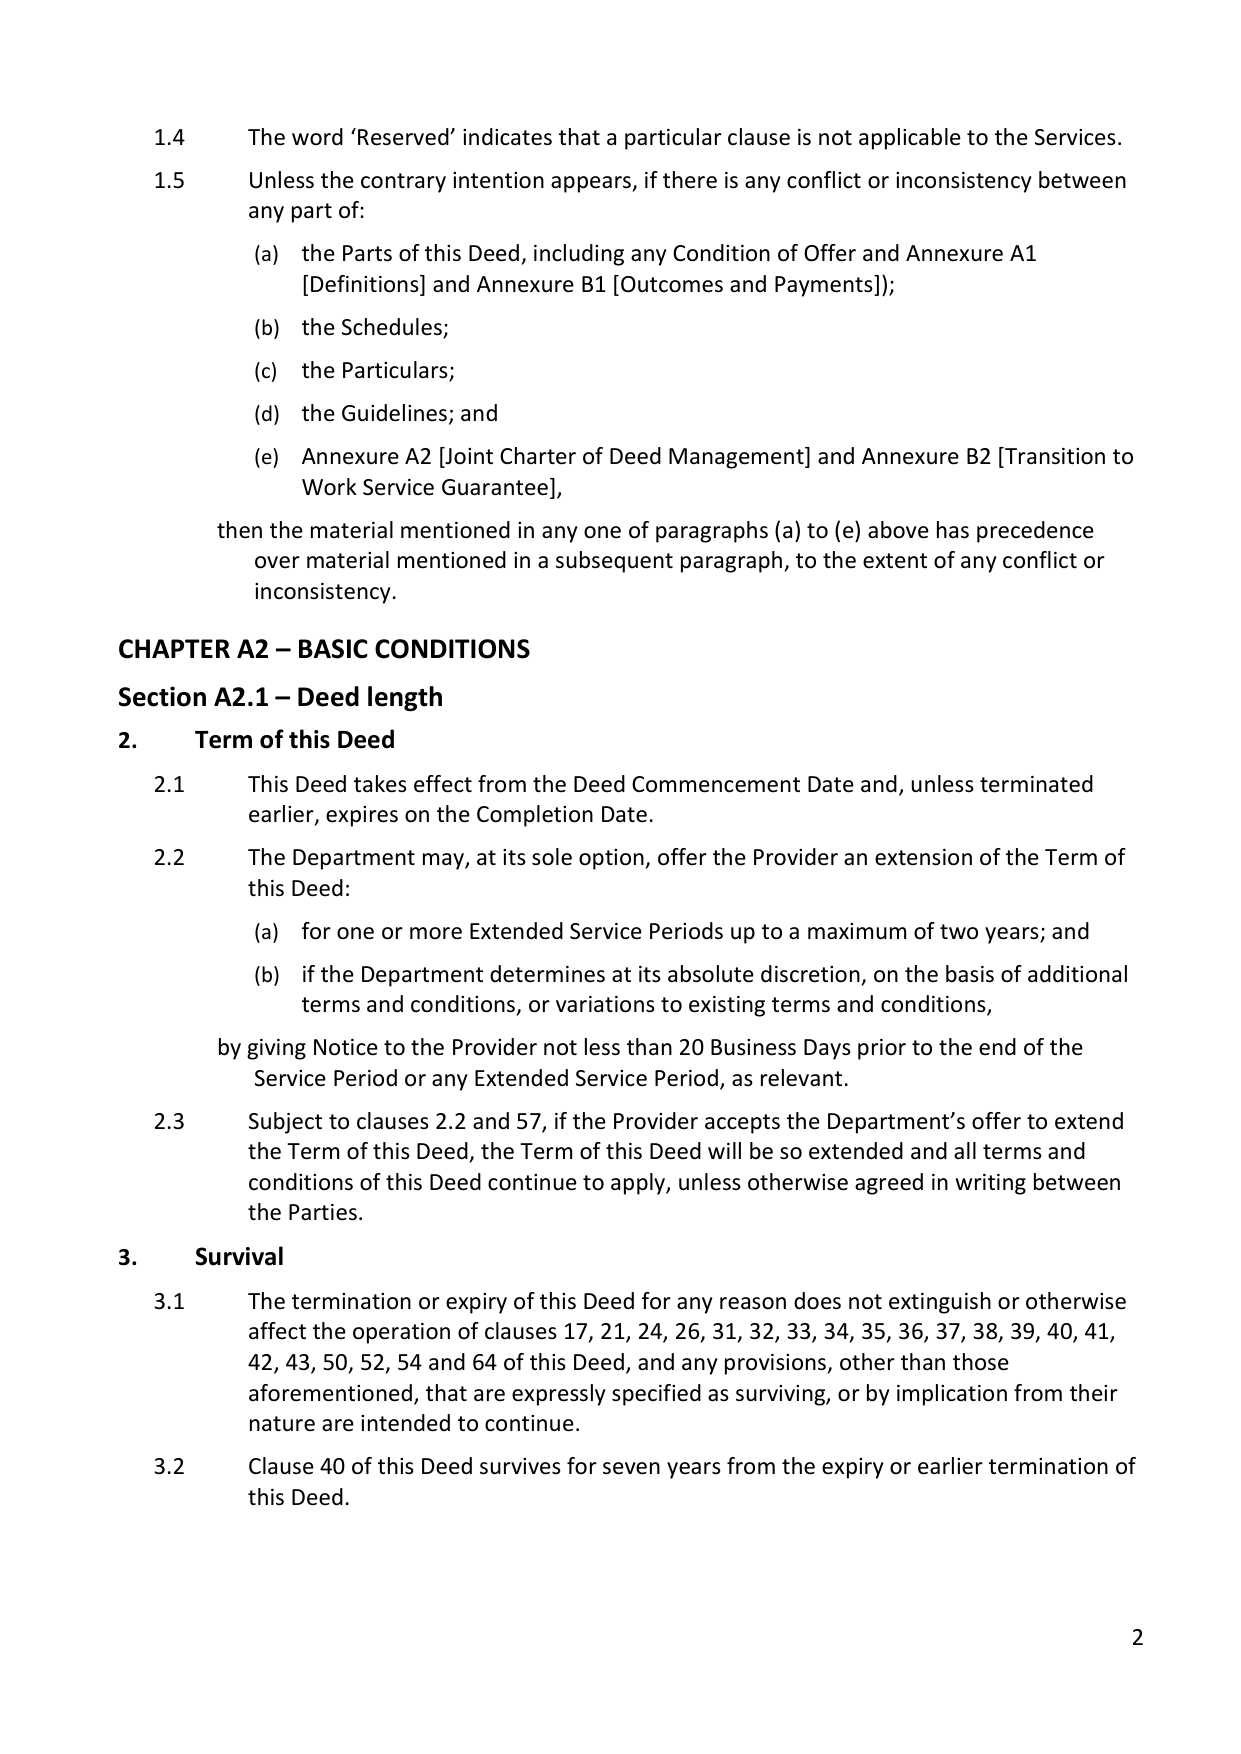 1.4 The word ‘Reserved’ indicates that a particular clause is not applicable to the Services.
1.5 Unless the contrary intention appears, if there is any conflict or inconsistency between
any part of:
(a) the Parts of this Deed, including any Condition of Offer and Annexure A1
[Definitions] and Annexure B1 [Outcomes and Payments]);
(b) the Schedules;
(c) the Particulars;
(d) the Guidelines; and
(e) Annexure A2 [Joint Charter of Deed Management] and Annexure B2 [Transition to
Work Service Guarantee],
then the material mentioned in any one of paragraphs (a) to (e) above has precedence
over material mentioned in a subsequent paragraph, to the extent of any conflict or
inconsistency.
CHAPTER A2 – BASIC CONDITIONS
Section A2.1 – Deed length
2. Term of this Deed
2.1 This Deed takes effect from the Deed Commencement Date and, unless terminated
earlier, expires on the Completion Date.
2.2 The Department may, at its sole option, offer the Provider an extension of the Term of
this Deed:
(a) for one or more Extended Service Periods up to a maximum of two years; and
(b) if the Department determines at its absolute discretion, on the basis of additional
terms and conditions, or variations to existing terms and conditions,
by giving Notice to the Provider not less than 20 Business Days prior to the end of the
Service Period or any Extended Service Period, as relevant.
2.3 Subject to clauses 2.2 and 57, if the Provider accepts the Department’s offer to extend
the Term of this Deed, the Term of this Deed will be so extended and all terms and
conditions of this Deed continue to apply, unless otherwise agreed in writing between
the Parties.
3. Survival
3.1 The termination or expiry of this Deed for any reason does not extinguish or otherwise
affect the operation of clauses 17, 21, 24, 26, 31, 32, 33, 34, 35, 36, 37, 38, 39, 40, 41,
42, 43, 50, 52, 54 and 64 of this Deed, and any provisions, other than those
aforementioned, that are expressly specified as surviving, or by implication from their
nature are intended to continue.
3.2 Clause 40 of this Deed survives for seven years from the expiry or earlier termination of
this Deed.
2